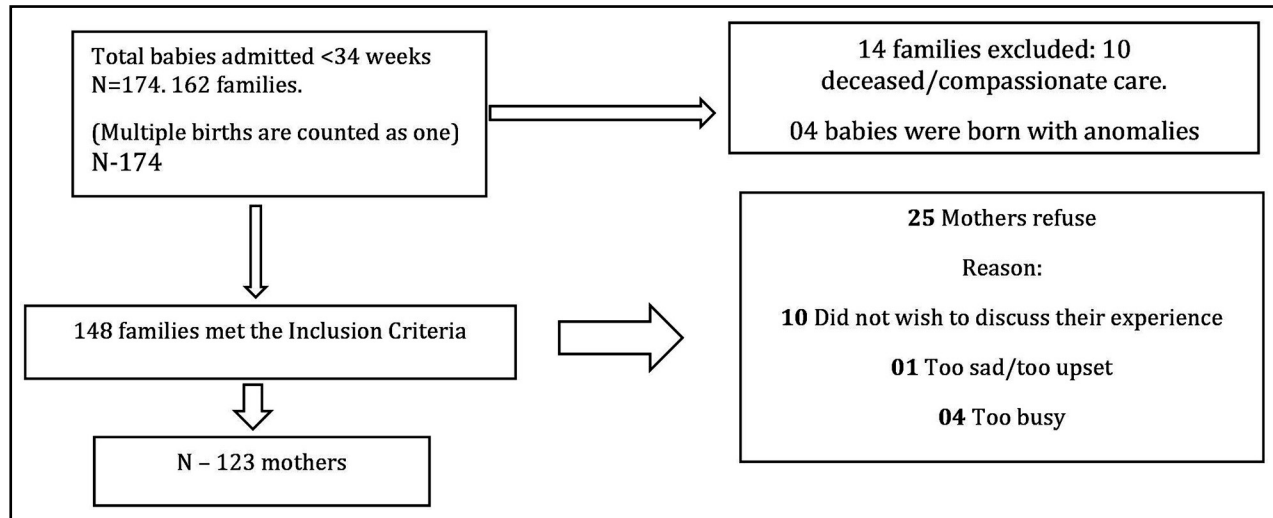 Total babies admitted <34 weeks
N=174. 162 families.
(Multiple births are counted as one)
N-174
14 families excluded: 10
deceased/compassionate care.
04 babies were born with anomalies
148 families met the Inclusion Criteria
25 Mothers refuse
Reason:
10 Did not wish to discuss their experience
01 Too sad/too upset
04 Too busy
N – 123 mothers